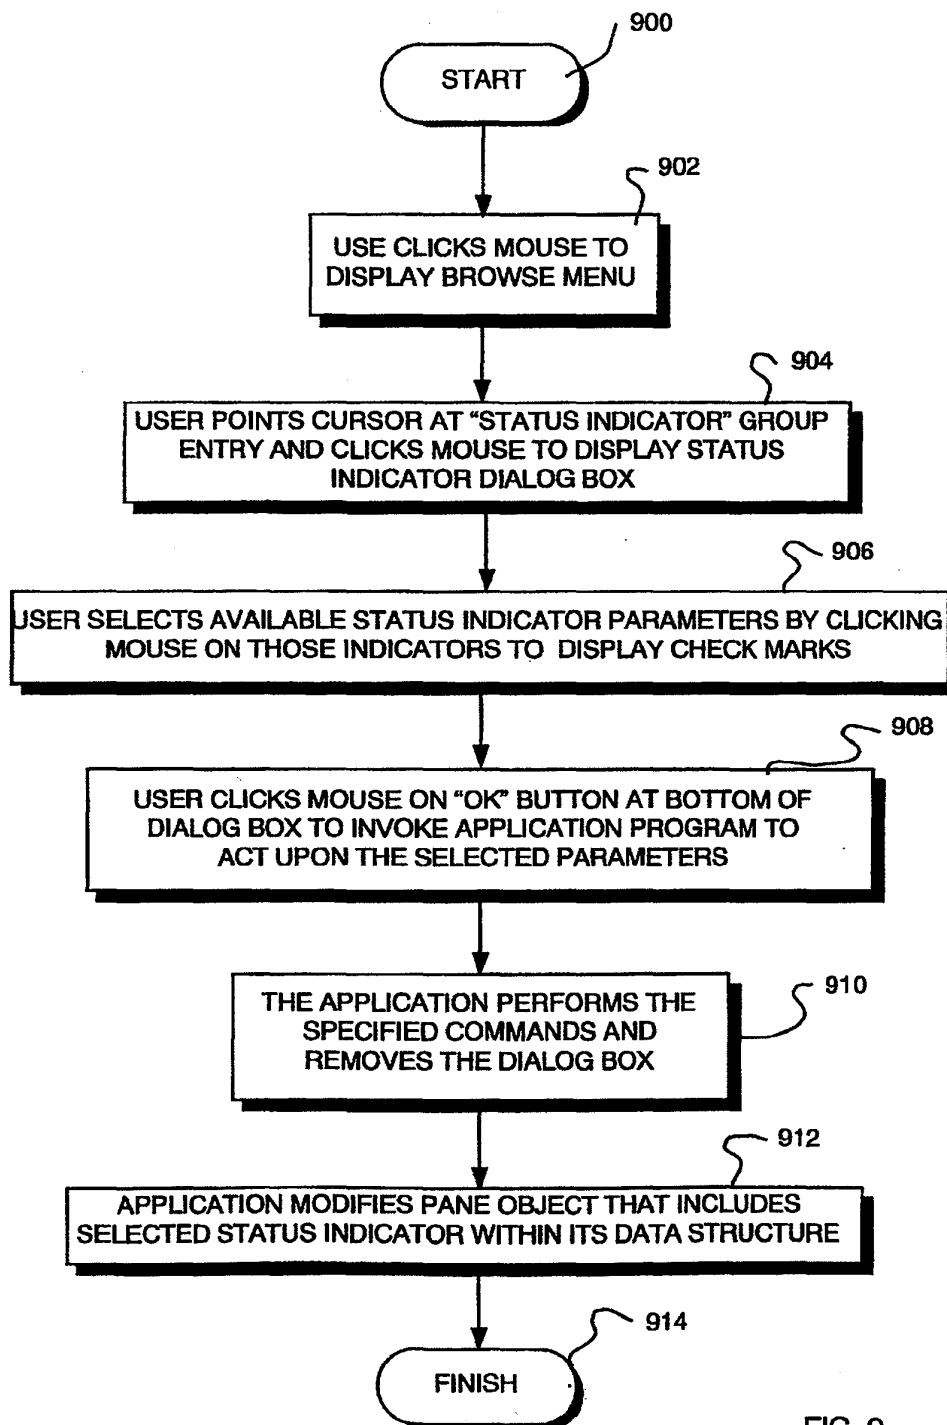 900
START
902
USE CLICKS MOUSE TO
DISPLAY BROWSE MENU
904
USER POINTS CURSOR AT “STATUS INDICATOR” GROUP
ENTRY AND CLICKS MOUSE TO DISPLAY STATUS
INDICATOR DIALOG BOX
906
USER SELECTS AVAILABLE STATUS INDICATOR PARAMETERS BY CLICKING
MOUSE ON THOSE INDICATORS TO DISPLAY CHECK MARKS
908
USER CLICKS MOUSE ON “OK” BUTTON AT BOTTOM OF
DIALOG BOX TO INVOKE APPLICATION PROGRAM TO
ACT UPON THE SELECTED PARAMETERS
910
THE APPLICATION PERFORMS THE
SPECIFIED COMMANDS AND
REMOVES THE DIALOG BOX
912
APPLICATION MODIFIES PANE OBJECT THAT INCLUDES
SELECTED STATUS INDICATOR WITHIN ITS DATA STRUCTURE
914
FINISH
FIG. 9